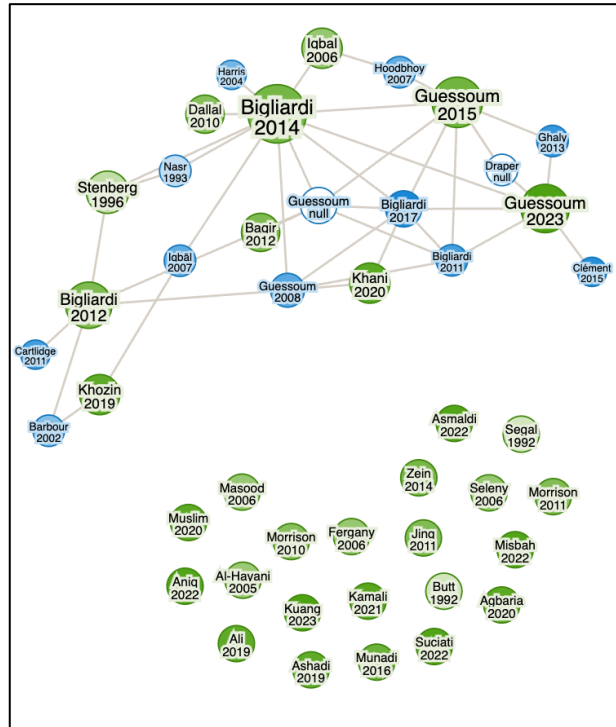 Iqbal
2006
Harris
2004
Hoodbhoy
2007
Bigliardi
2014
Guessoum
2015
Dallal
2010
Ghaly
2013
Nasr
1993
Draper
null
Stenberg
1996
Guessoum
null
Bigliardi
2017
Guessoum
2023
Baqir
2012
Iqbāl
2007
Bigliardi
2011
Clément
2015
Guessoum
2008
Khani
2020
Bigliardi
2012
Cartlidge
2011
Khozin
2019
Barbour
2002
Asmaldi
2022
Segal
1992
Zein
2014
Masood
2006
Seleny
2006
Morrison
2011
Muslim
2020
Morrison
2010
Fergany
2006
Jing
2011
Misbah
2022
Aniq
2022
Al-Hayani
2005
Kuang
2023
Kamali
2021
Butt
1992
Agbaria
2020
Ali
2019
Ashadi
2019
Munadi
2016
Suciati
2022